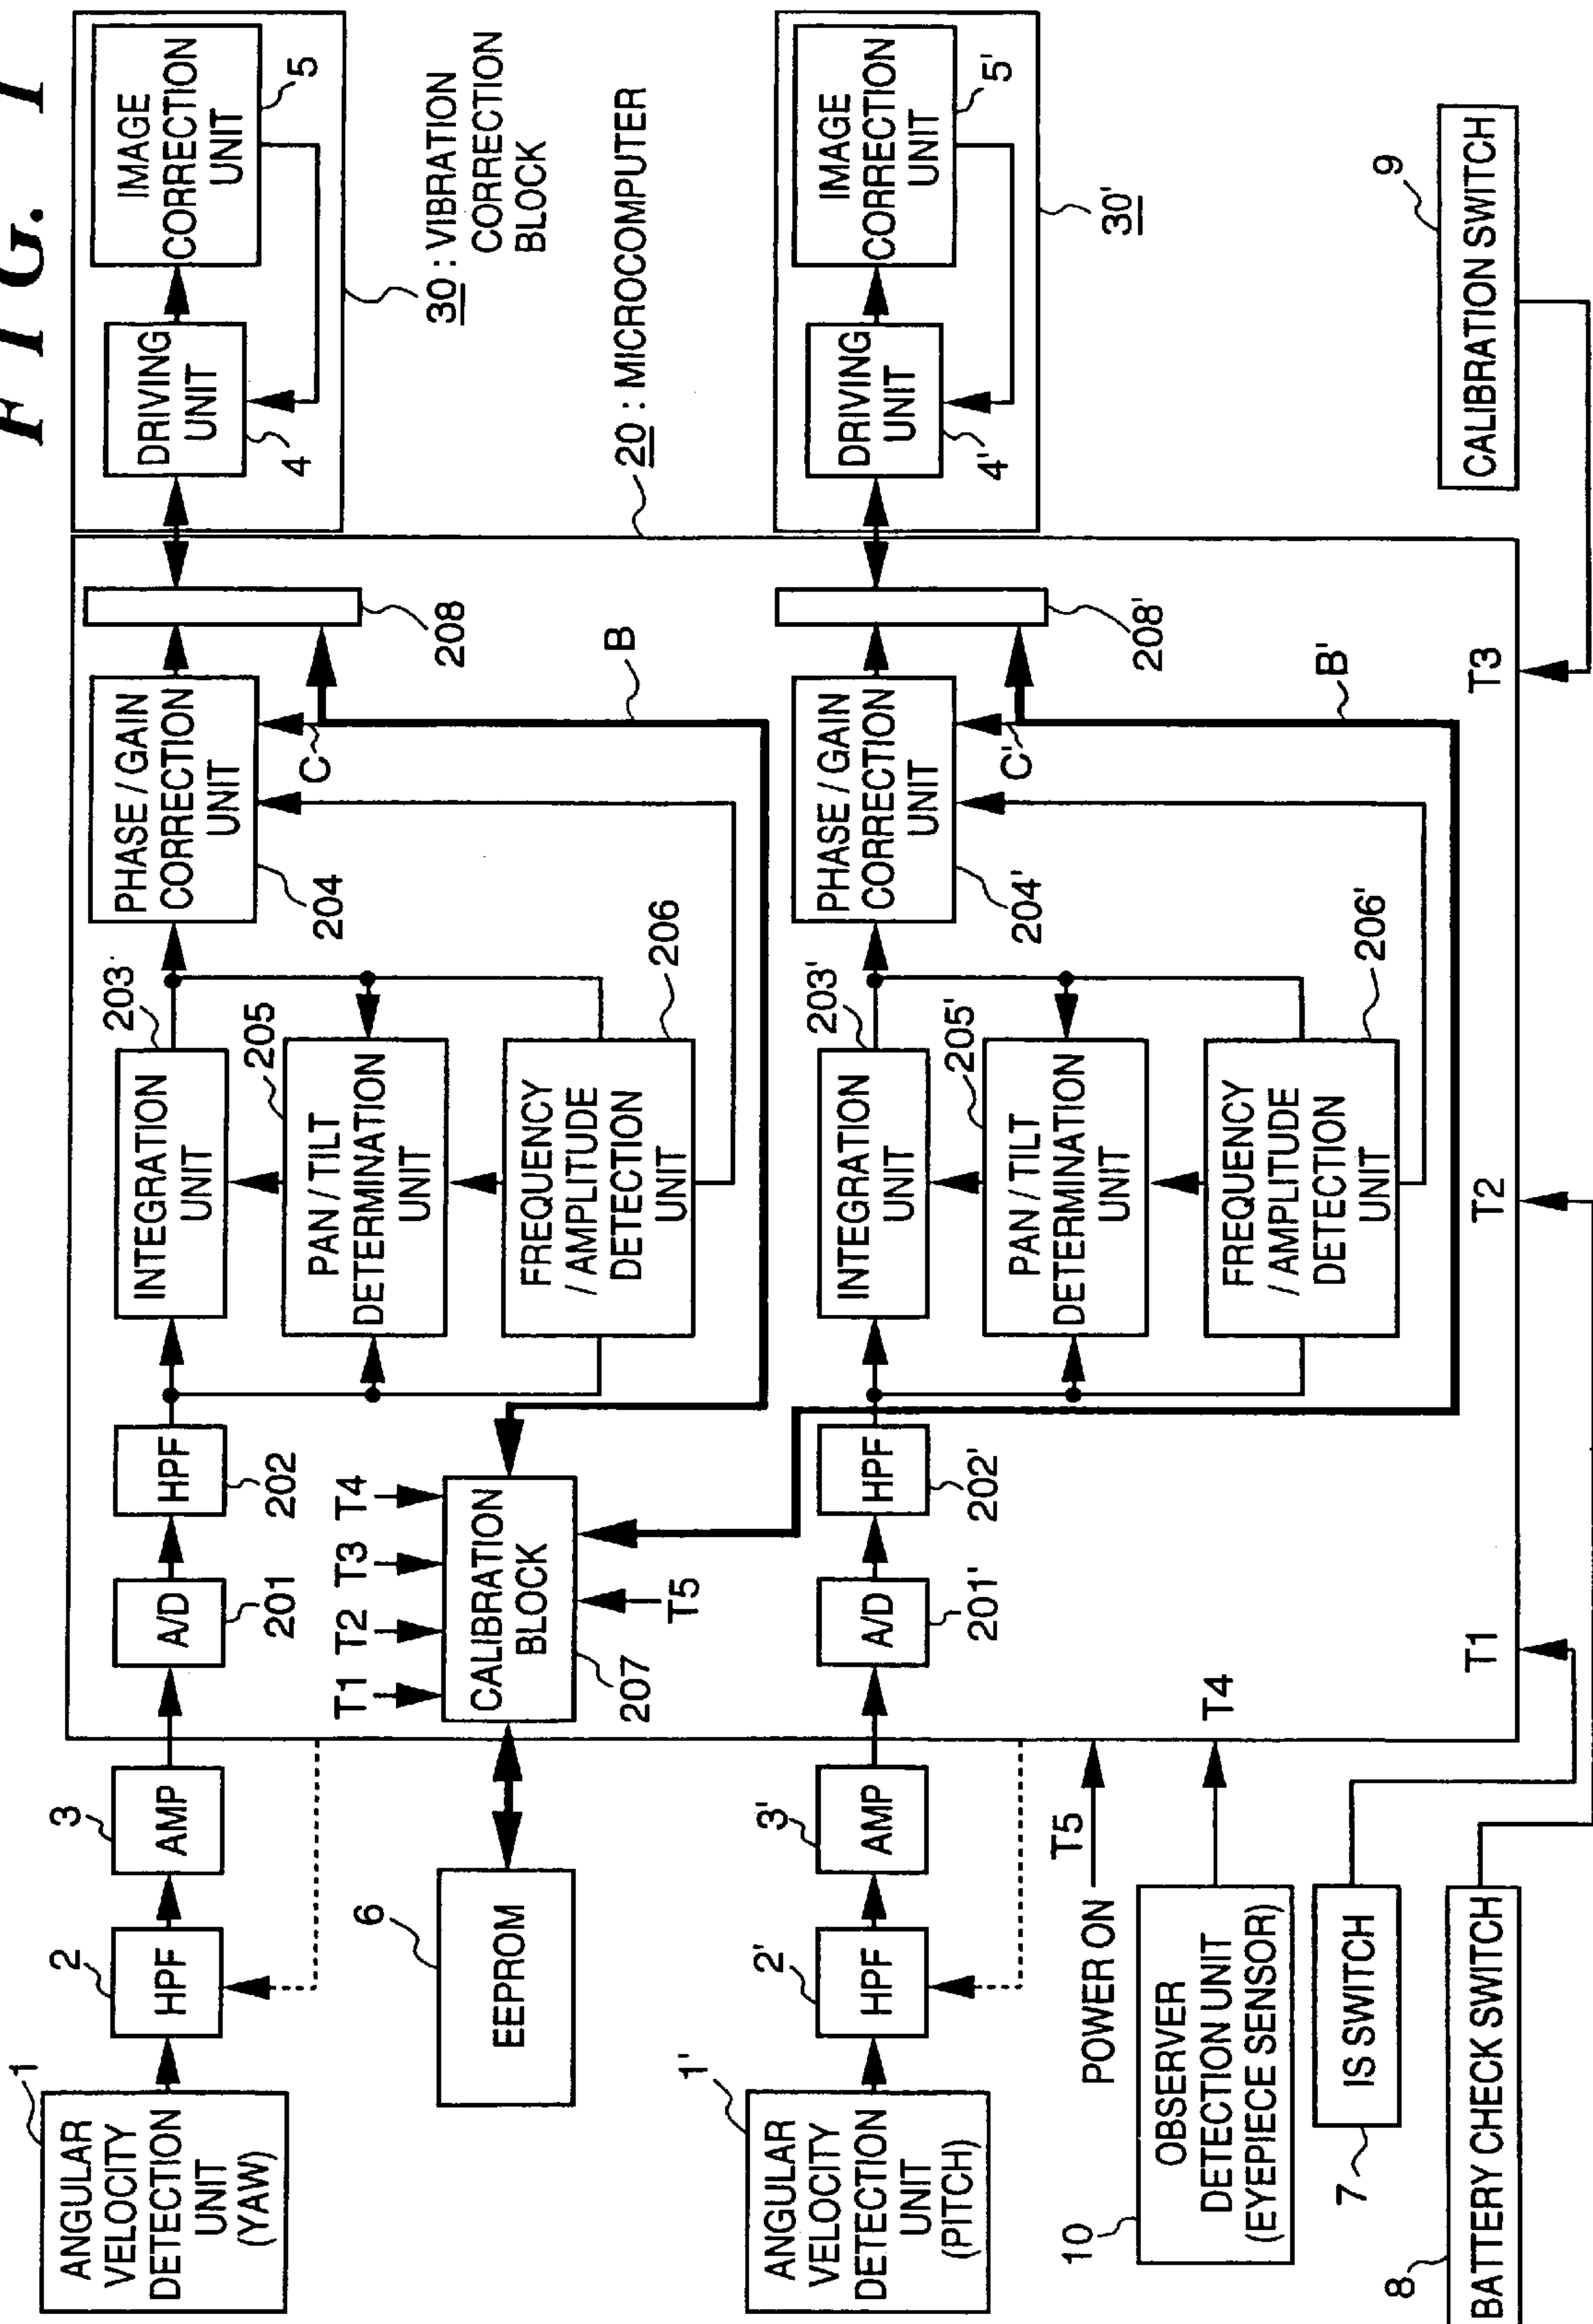 FIG. 1
ANGULAR
VELOCITY
DETECTION
UNIT
(YAW)
1
HPF
2
AMP
3
A/D
201
HPF
202
INTEGRATION
UNIT
203
PAN / TILT
DETERMINATION
UNIT
205
FREQUENCY
/ AMPLITUDE
DETECTION
UNIT
206
PHASE / GAIN
CORRECTION
UNIT
204
C
B
208
DRIVING
UNIT
4
IMAGE
CORRECTION
UNIT
5
30 : VIBRATION
CORRECTION
BLOCK
20 : MICROCOMPUTER
EEPROM
6
T1
T2
T3
T4
CALIBRATION
BLOCK
207
T5
ANGULAR
VELOCITY
DETECTION
UNIT
(PITCH)
1'
HPF
2'
AMP
3'
A/D
201'
HPF
202'
INTEGRATION
UNIT
203'
PAN / TILT
DETERMINATION
UNIT
205'
FREQUENCY
/ AMPLITUDE
DETECTION
UNIT
206'
PHASE / GAIN
CORRECTION
UNIT
204'
C'
B'
208'
DRIVING
UNIT
4'
IMAGE
CORRECTION
UNIT
5'
30'
POWER ON
T5
OBSERVER
DETECTION UNIT
(EYEPIECE SENSOR)
10
T4
IS SWITCH
7
T1
BATTERY CHECK SWITCH
8
T2
T3
CALIBRATION SWITCH
9